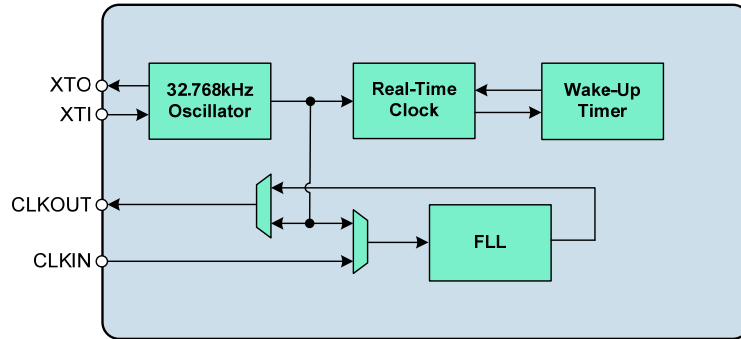 XTO
XTI
32.768kHz
Oscillator
Real-Time
Clock
Wake-Up
Timer
CLKOUT
CLKIN
FLL